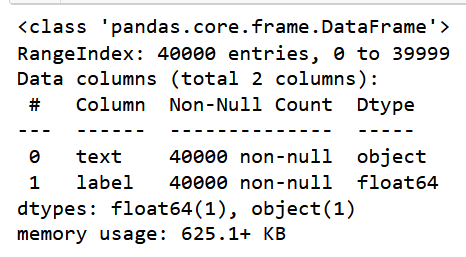 <class 'pandas.core.frame.DataFrame'>
RangeIndex: 40000 entries, 0 to 39999
Data columns (total 2 columns):
 #   Column  Non-Null Count  Dtype
---  ------  --------------  -----
 0   text    40000 non-null  object
 1   label   40000 non-null  float64
dtypes: float64(1), object(1)
memory usage: 625.1+ KB